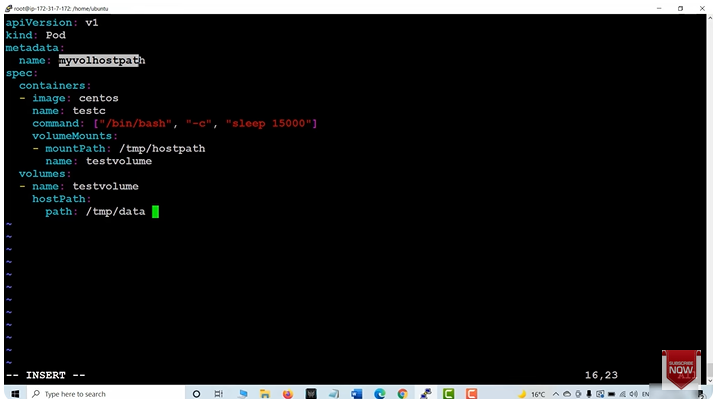 root@ip-172-31-7-172: /home/ubuntu
apiVersion: v1
kind: Pod
metadata:
  name: myvolhostpath
spec:
  containers:
  - image: centos
    name: testc
    command: ["/bin/bash", "-c", "sleep 15000"]
    volumeMounts:
    - mountPath: /tmp/hostpath
      name: testvolume
  volumes:
  - name: testvolume
    hostPath:
      path: /tmp/data
~
~
~
~
~
~
~
~
~
~
~
~
-- INSERT --
16,23
SUBSCRIBE
NOW
Type here to search
16°C
EN